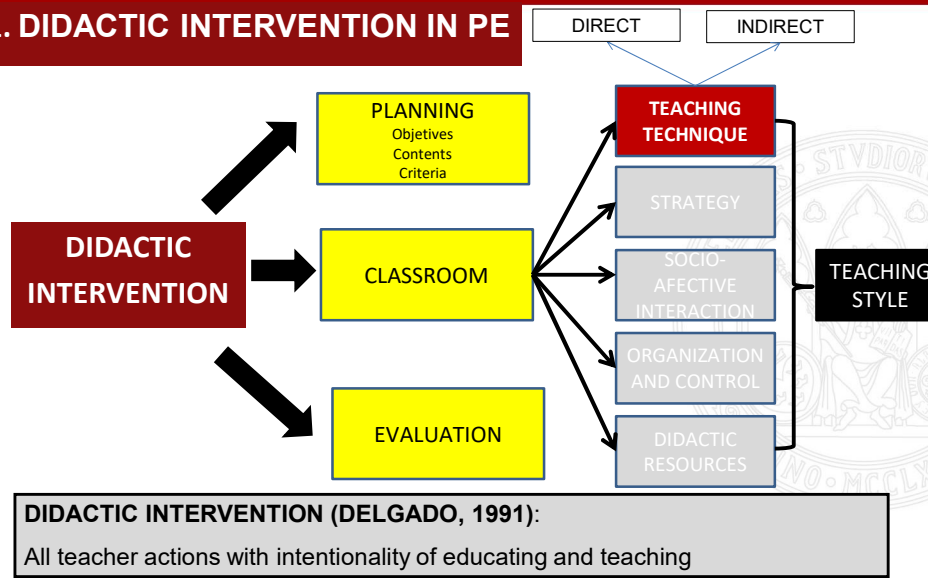 . DIDACTIC INTERVENTION IN PE
DIRECT
INDIRECT
PLANNING
Objetives
Contents
Criteria
TEACHING
TECHNIQUE
STRATEGY
DIDACTIC
INTERVENTION
CLASSROOM
SOCIO-
AFECTIVE
INTERACTION
TEACHING
STYLE
ORGANIZATION
AND CONTROL
EVALUATION
DIDACTIC
RESOURCES
DIDACTIC INTERVENTION (DELGADO, 1991):
All teacher actions with intentionality of educating and teaching